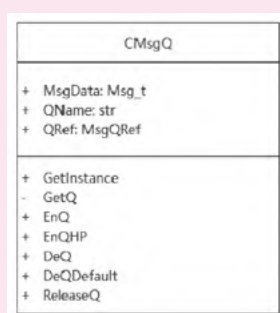 CMsgQ
+ MsgData: Msg_t
+ QName: str
+ QRef: MsgQRef
+ GetInstance
- GetQ
+ EnQ
+ EnQHP
+ DeQ
+ DeQDefault
+ ReleaseQ